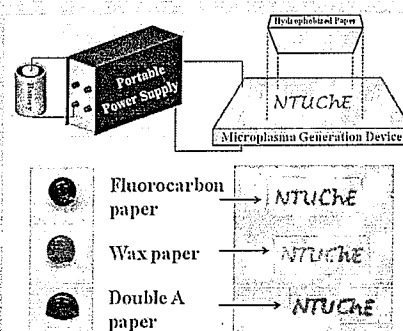 Hydrophobized Paper
Battery
Portable
Power Supply
NTUChE
Microplasma Generation Device
Fluorocarbon
paper
NTUChE
Wax paper
NTUChE
Double A
paper
NTUChE